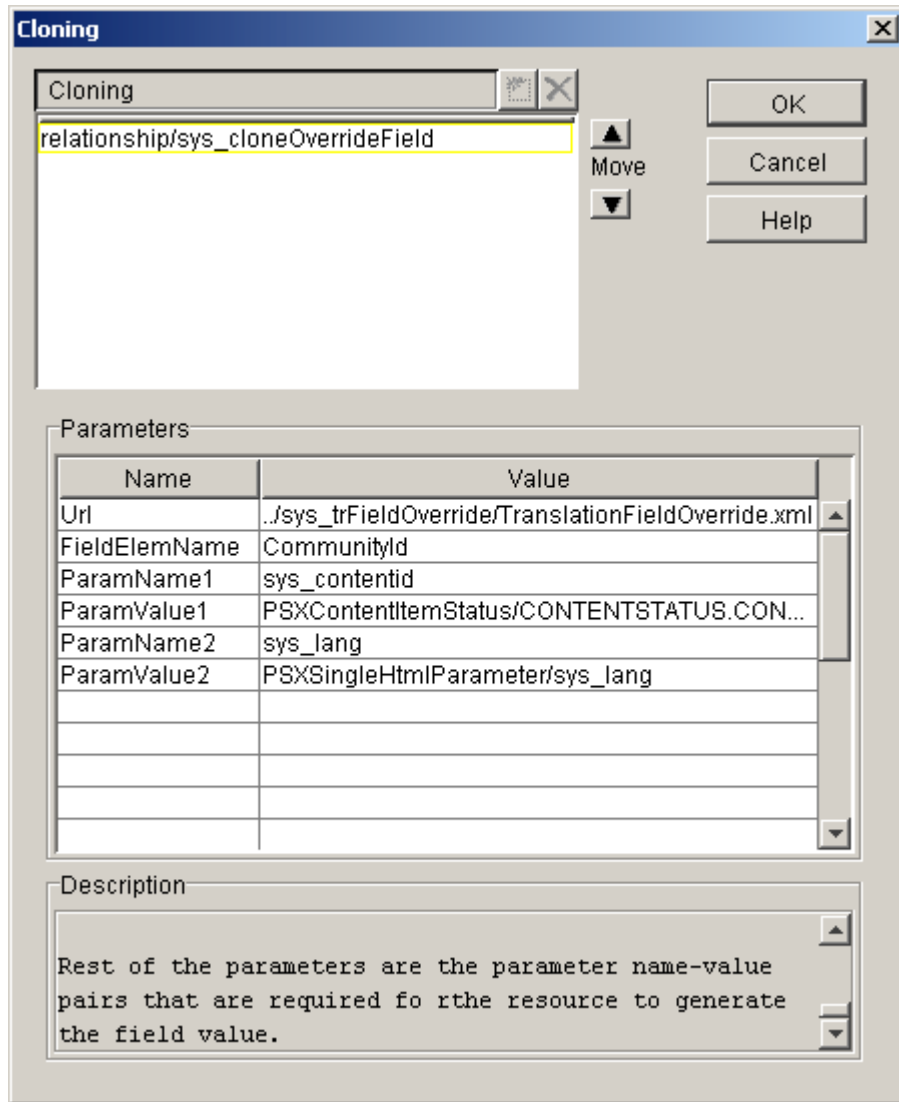 Cloning
Cloning
OK
relationship/sys_cloneOverrideField
Move
Cancel
Help
Parameters
Name Value
Url ../sys_trFieldOverride/TranslationFieldOverride.xml
FieldElemName CommunityId
ParamName1 sys_contentid
ParamValue1 PSXContentItemStatus/CONTENTSTATUS.CON...
ParamName2 sys_lang
ParamValue2 PSXSingleHtmlParameter/sys_lang
Description
Rest of the parameters are the parameter name-value
pairs that are required fo rthe resource to generate
the field value.